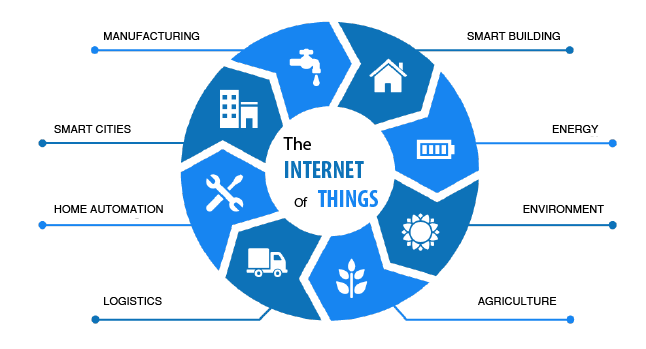 MANUFACTURING
SMART BUILDING
SMART CITIES
ENERGY
HOME AUTOMATION
ENVIRONMENT
LOGISTICS
AGRICULTURE
The
INTERNET
Of THINGS